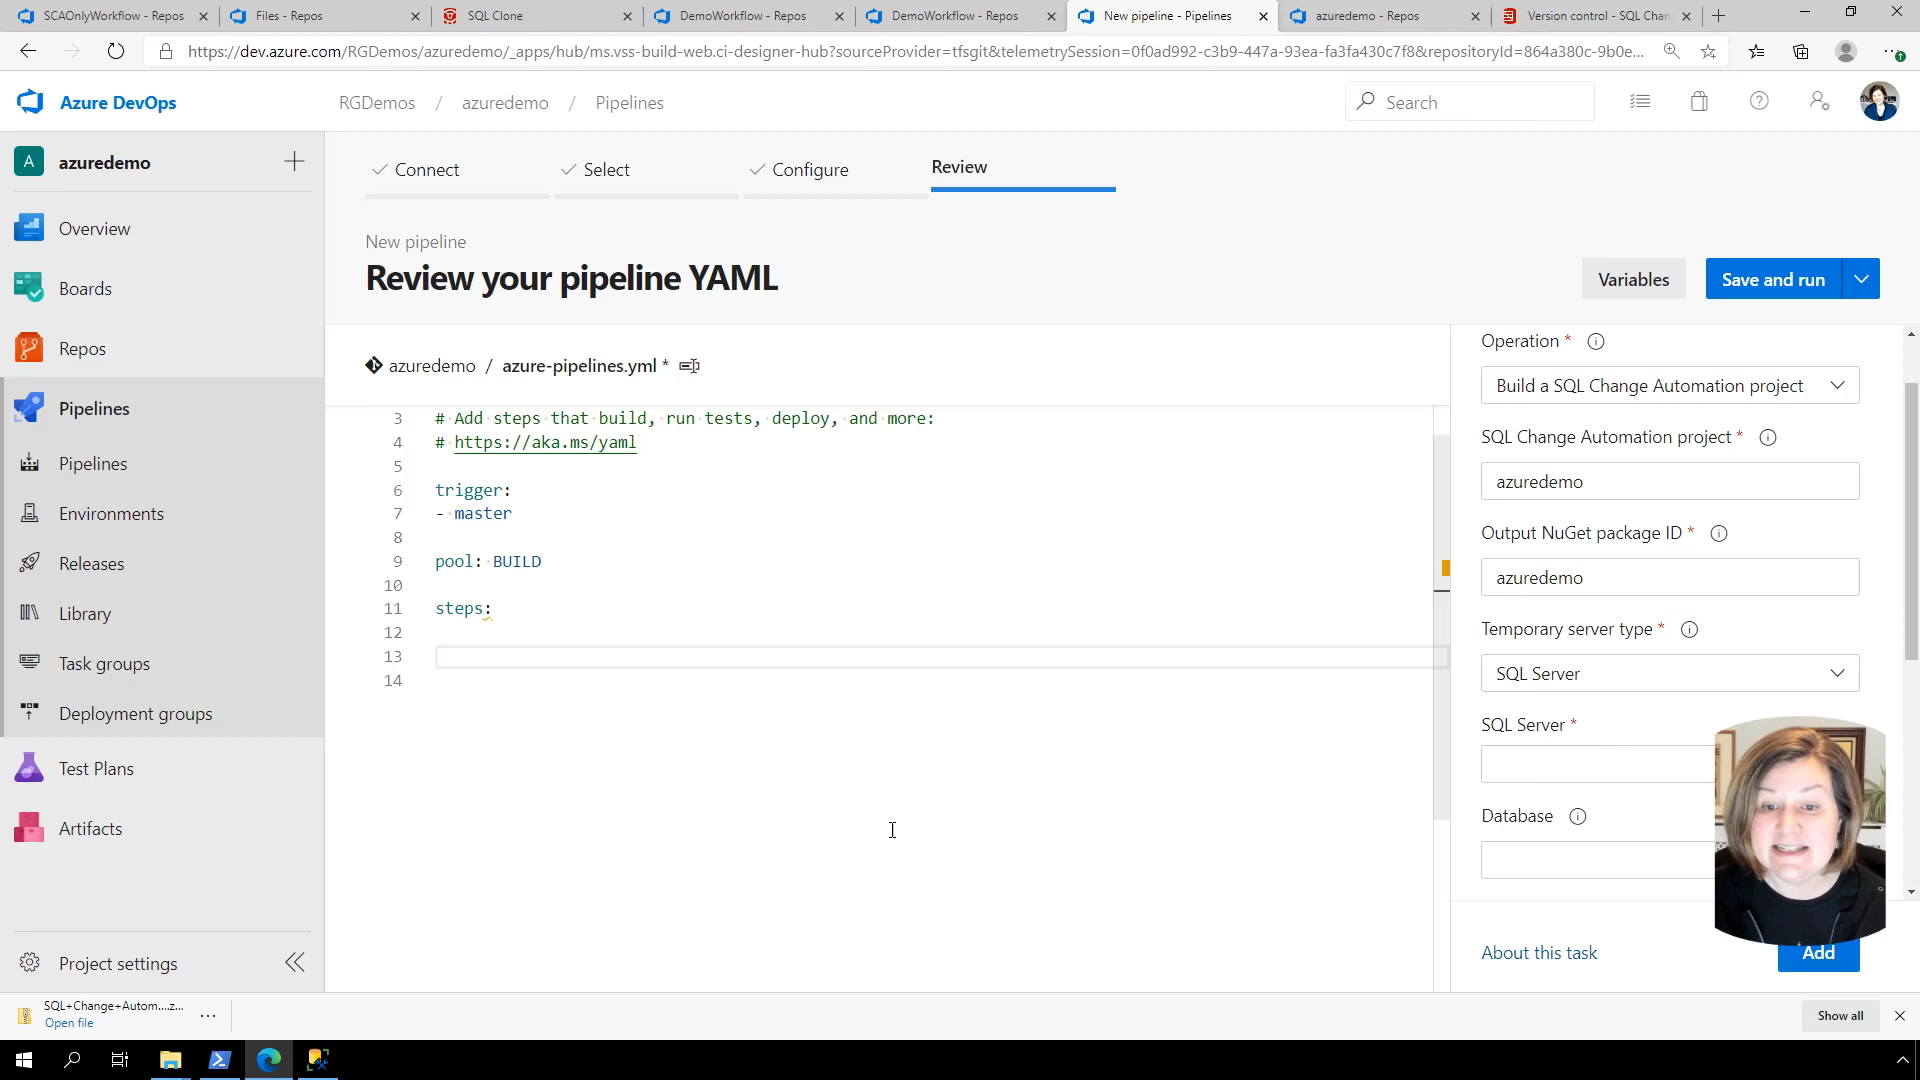 SCAOnlyWorkflow - Repos
Files - Repos
SQL Clone
DemoWorkflow - Repos
DemoWorkflow - Repos
New pipeline - Pipelines
azuredemo - Repos
Version control - SQL Chan
https://dev.azure.com/RGDemos/azuredemo/_apps/hub/ms.vss-build-web.ci-designer-hub?sourceProvider=tfsgit&telemetrySession=0f0ad992-c3b9-447a-93ea-fa3fa430c7f8&repositoryId=864a380c-9b0e...
Azure DevOps
RGDemos / azuredemo / Pipelines
Search
A azuredemo
Overview
Boards
Repos
Pipelines
Pipelines
Environments
Releases
Library
Task groups
Deployment groups
Test Plans
Artifacts
Project settings
Connect
Select
Configure
Review
New pipeline
Review your pipeline YAML
Variables
Save and run
azuredemo / azure-pipelines.yml *
3 # Add steps that build, run tests, deploy, and more:
4 # https://aka.ms/yaml
5
6 trigger:
7 - master
8
9 pool: BUILD
10
11 steps:
12
13
14
Operation *
Build a SQL Change Automation project
SQL Change Automation project *
azuredemo
Output NuGet package ID *
azuredemo
Temporary server type *
SQL Server
SQL Server *
Database
About this task
Add
SQL+Change+Autom....z...
Open file
Show all